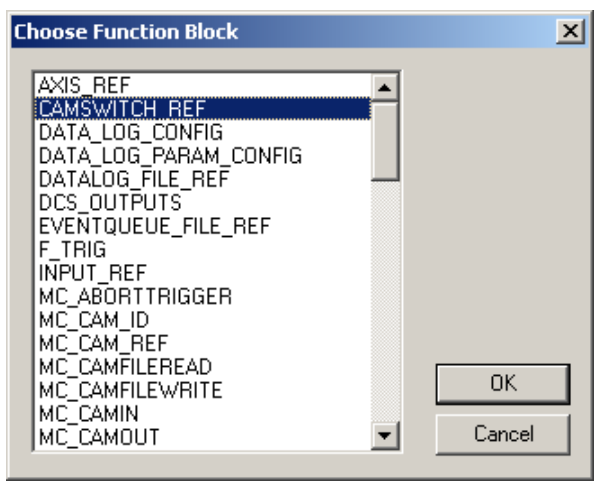 Choose Function Block
AXIS_REF
CAMSWITCH_REF
DATA_LOG_CONFIG
DATA_LOG_PARAM_CONFIG
DATALOG_FILE_REF
DCS_OUTPUTS
EVENTQUEUE_FILE_REF
F_TRIG
INPUT_REF
MC_ABORTTRIGGER
MC_CAM_ID
MC_CAM_REF
MC_CAMFILEREAD
MC_CAMFILEWRITE
MC_CAMIN
MC_CAMOUT
OK
Cancel